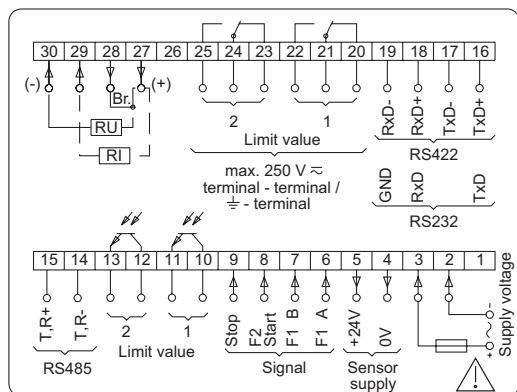 30 29 28 27 26 25 24 23 22 21 20 19 18 17 16
(-) (+)
Br.
RU
RI
2 1
Limit value
max. 250 V ≂
terminal - terminal /
⏚ - terminal
RxD- RxD+ TxD- TxD+
RS422
GND RxD TxD
RS232
15 14 13 12 11 10 9 8 7 6 5 4 3 2 1
T,R+ T,R-
RS485
2 1
Limit value
Stop
F2
Start
F1 B
F1 A
Signal
+24V
0V
Sensor
supply
- ~ +
Supply voltage
!